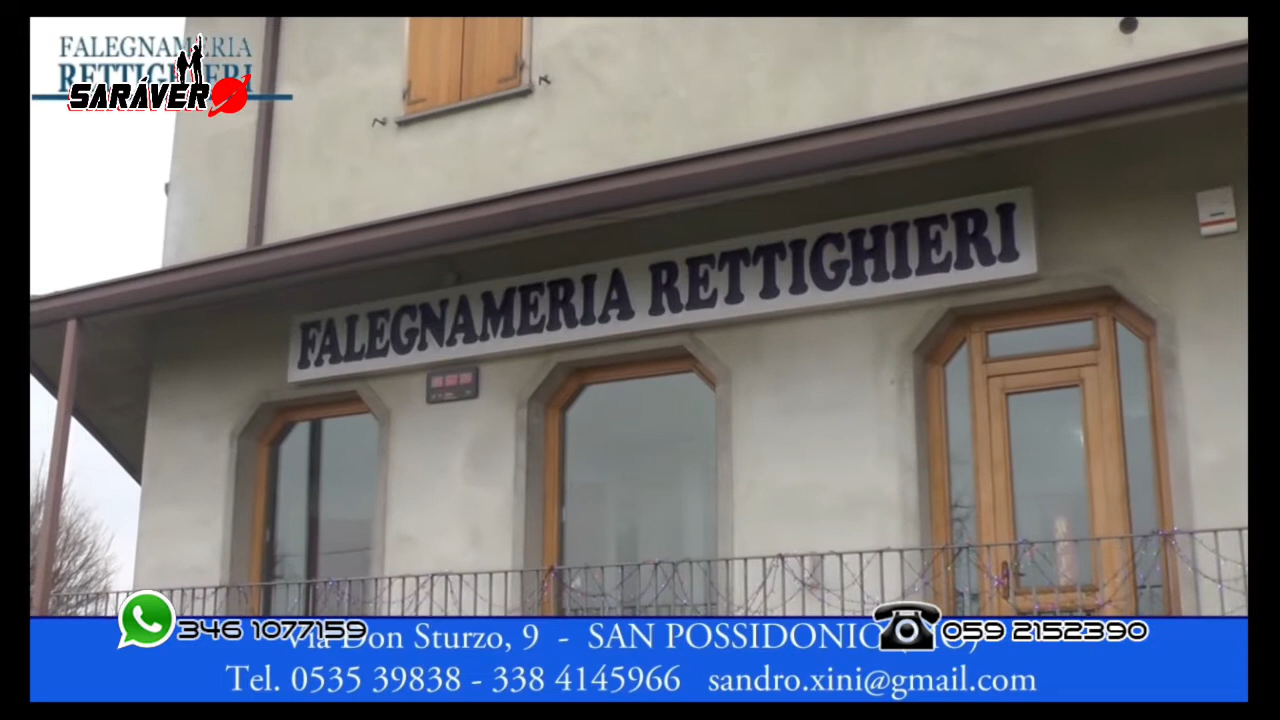 FALEGNAMERIA
RETTIGHIERI
SARÁVER
FALEGNAMERIA RETTIGHIERI
346 1077159
059 2152390
Via Don Sturzo, 9 - SAN POSSIDONIO
Tel. 0535 39838 - 338 4145966 sandro.xini@gmail.com